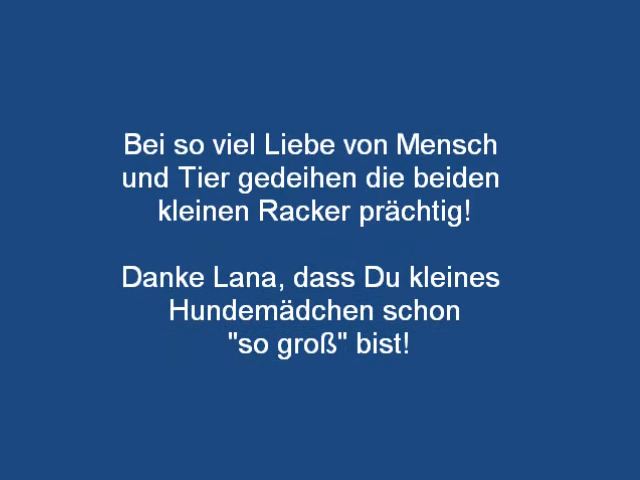 Bei so viel Liebe von Mensch
und Tier gedeihen die beiden
kleinen Racker prächtig!
Danke Lana, dass Du kleines
Hundemädchen schon
"so groß" bist!